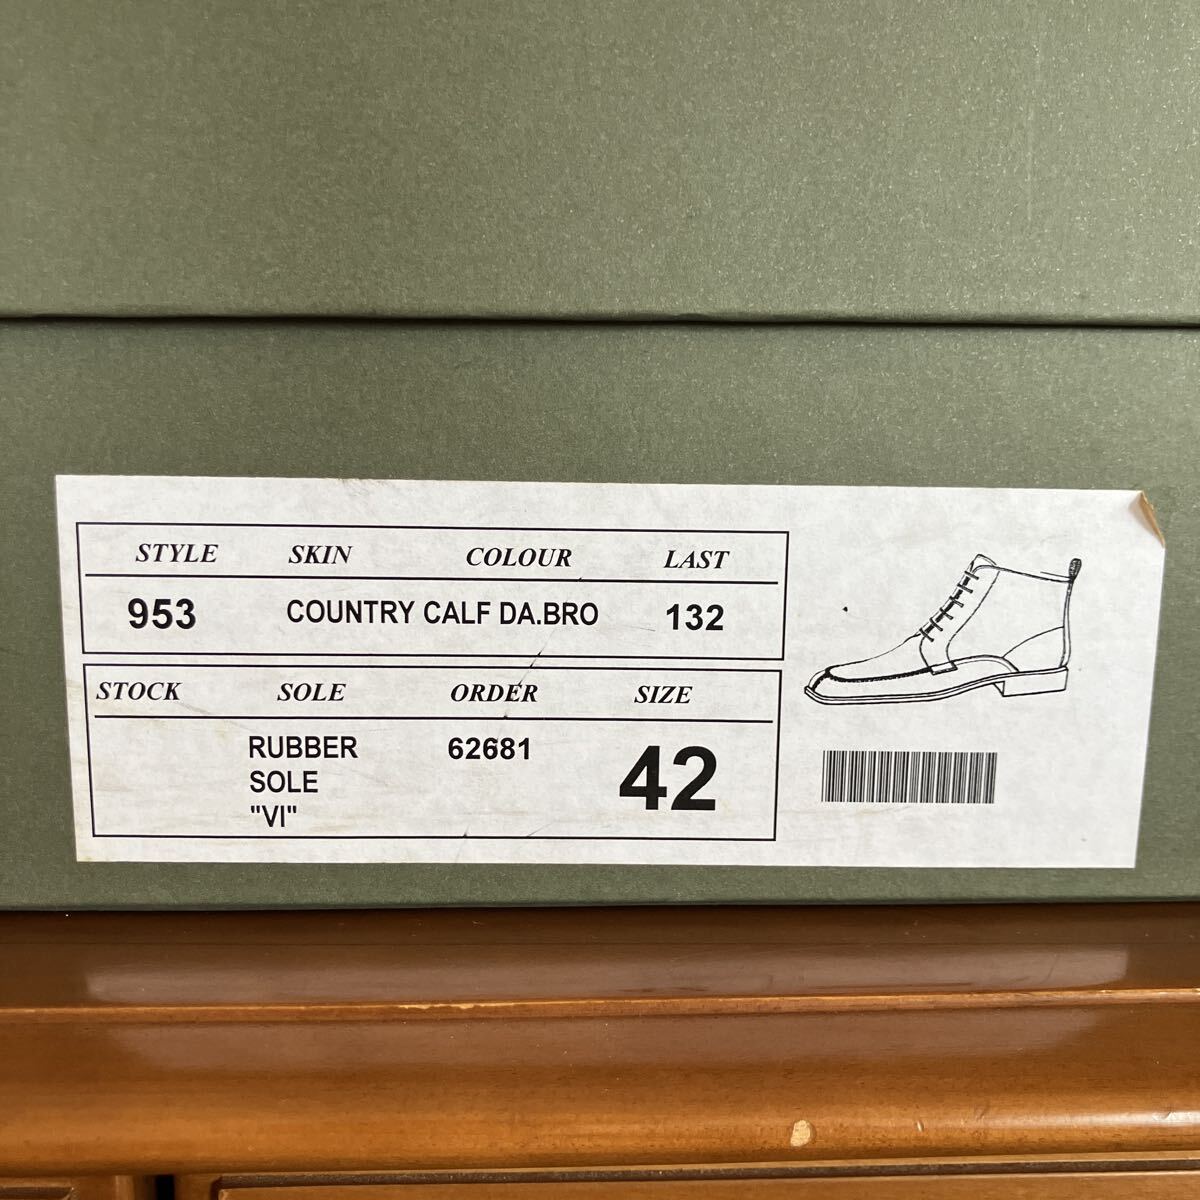 STYLE SKIN COLOUR LAST
953 COUNTRY CALF DA.BRO 132
STOCK SOLE ORDER SIZE
RUBBER SOLE "VI" 62681 42